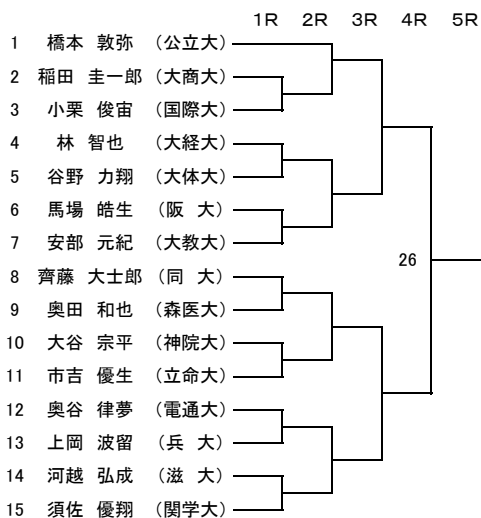 1R 2R 3R 4R 5R
1 橋本 敦弥 (公立大)
2 稲田 圭一郎 (大商大)
3 小栗 俊宙 (国際大)
4 林 智也 (大経大)
5 谷野 力翔 (大体大)
6 馬場 皓生 (阪 大)
7 安部 元紀 (大教大)
8 齊藤 大士郎 (同 大)
26
9 奥田 和也 (森医大)
10 大谷 宗平 (神院大)
11 市吉 優生 (立命大)
12 奥谷 律夢 (電通大)
13 上岡 波留 (兵 大)
14 河越 弘成 (滋 大)
15 須佐 優翔 (関学大)